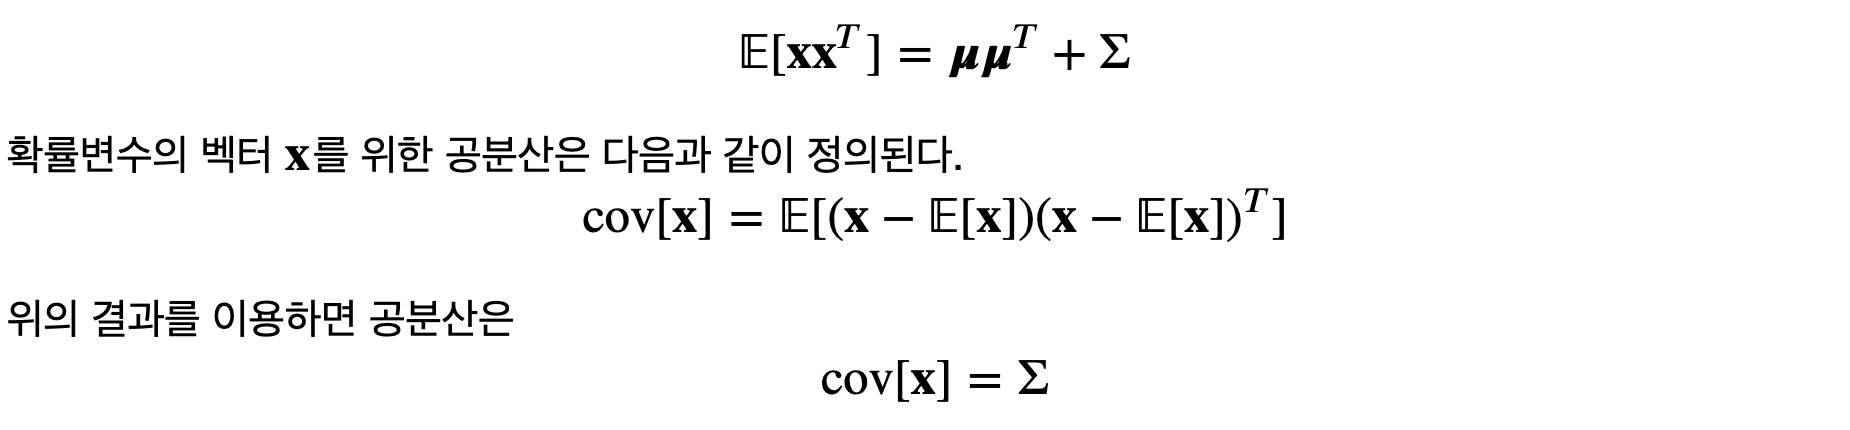 𝔼[𝐱𝐱ᵀ] = 𝝁𝝁ᵀ + Σ
확률변수의 벡터 𝐱를 위한 공분산은 다음과 같이 정의된다.
cov[𝐱] = 𝔼[(𝐱 − 𝔼[𝐱])(𝐱 − 𝔼[𝐱])ᵀ]
위의 결과를 이용하면 공분산은
cov[𝐱] = Σ